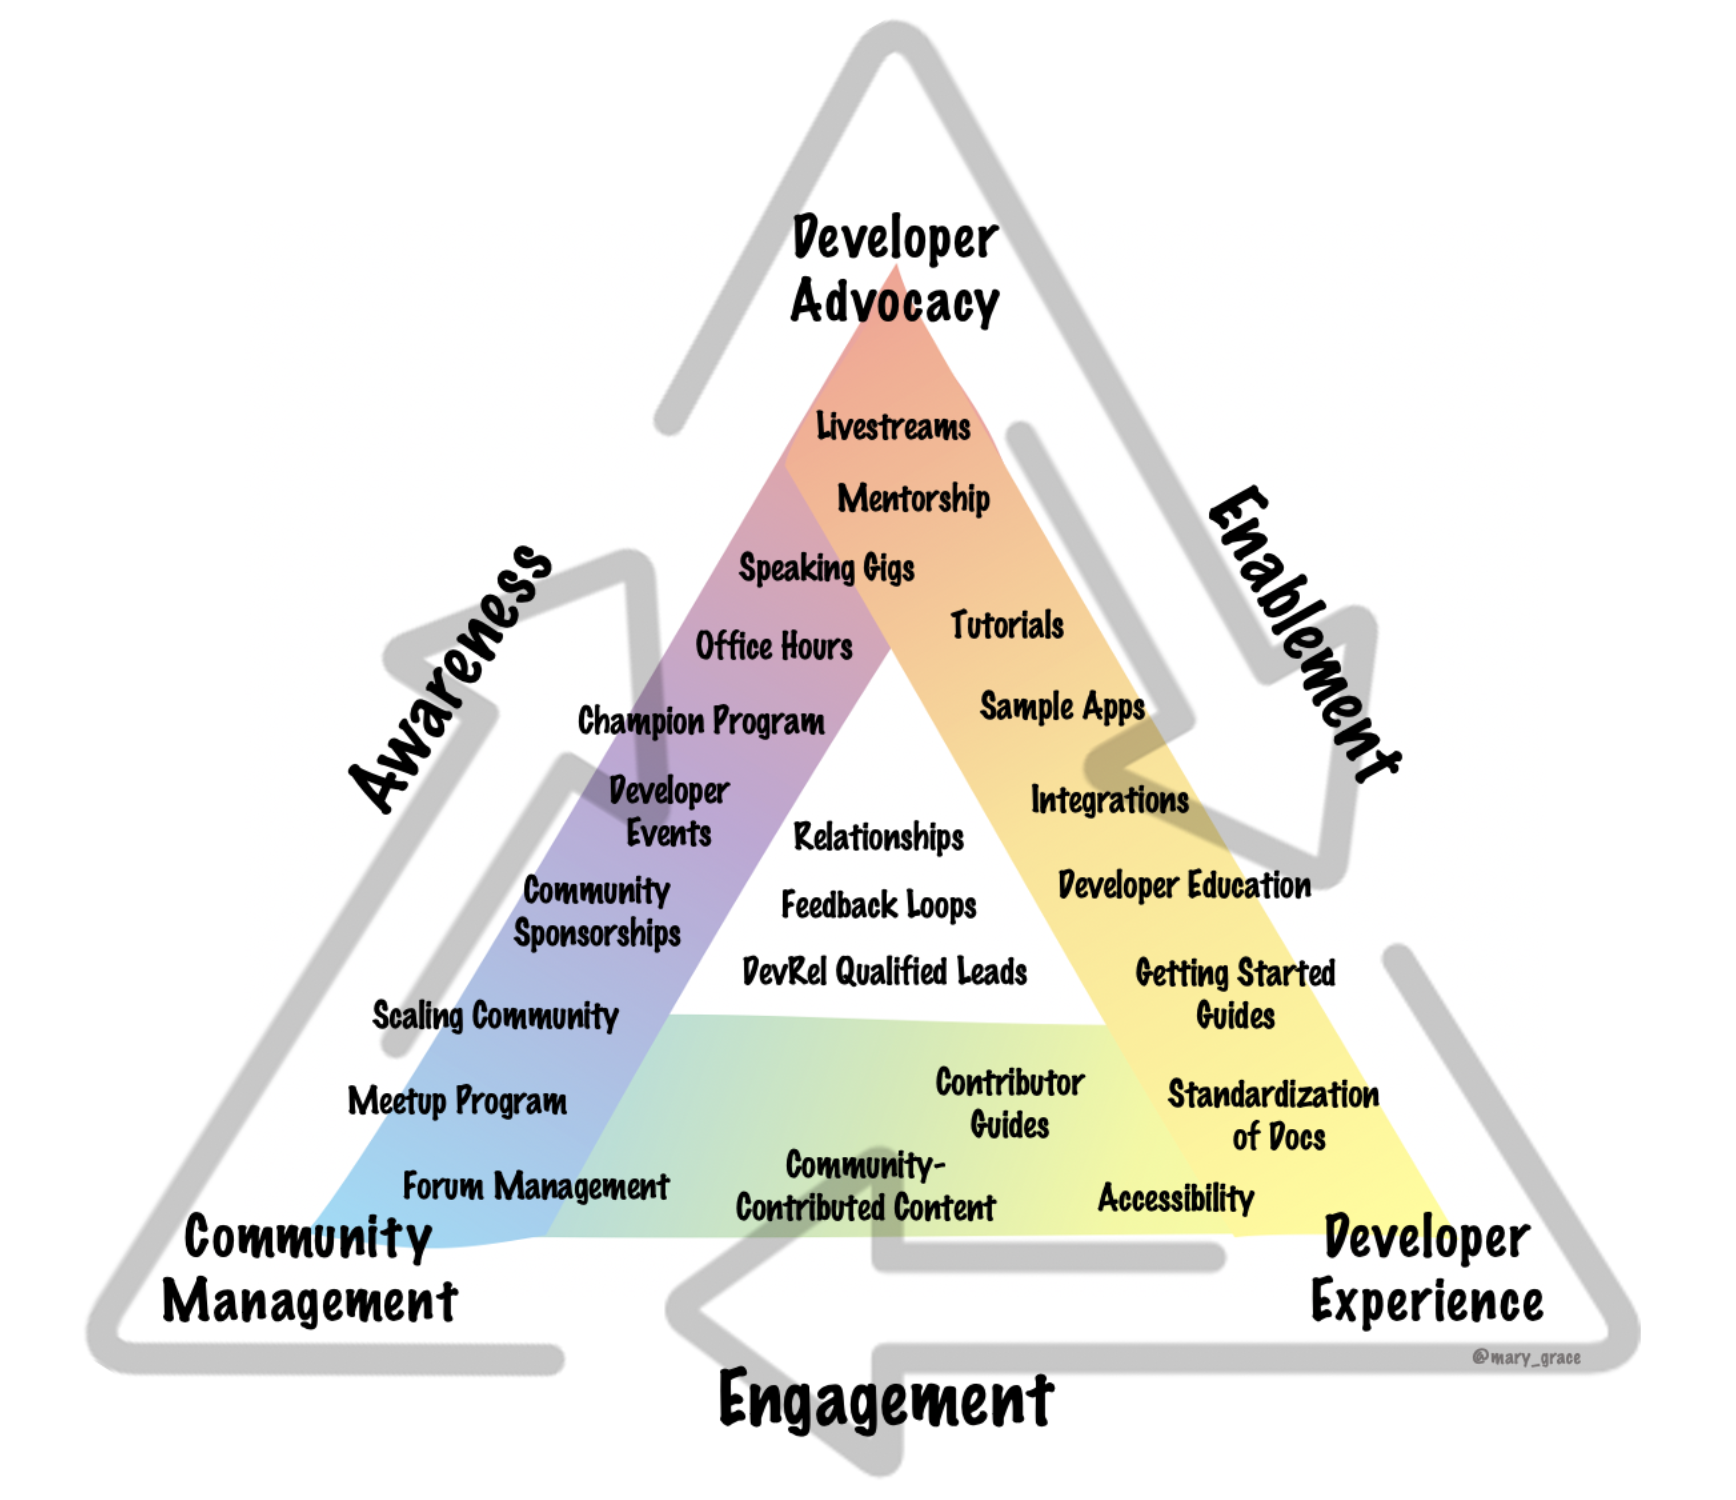 Developer
Advocacy
Livestreams
Mentorship
Speaking Gigs
Tutorials
Office Hours
Sample Apps
Champion Program
Awareness
Enablement
Developer
Events
Integrations
Relationships
Community
Sponsorships
Feedback Loops
Developer Education
DevRel Qualified Leads
Getting Started
Guides
Scaling Community
Contributor
Guides
Standardization
of Docs
Meetup Program
Community-
Contributed Content
Forum Management
Accessibility
Community
Management
Developer
Experience
@mary_grace
Engagement